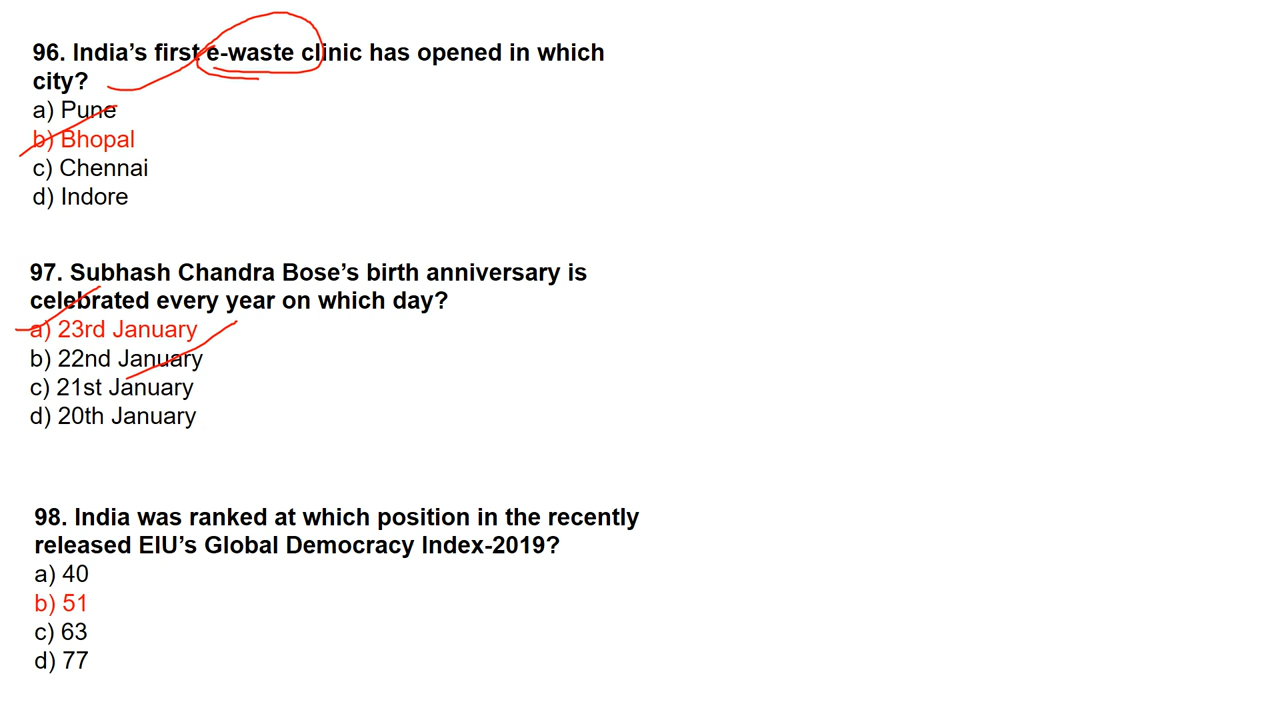 96. India’s first e-waste clinic has opened in which
city?
a) Pune
b) Bhopal
c) Chennai
d) Indore
97. Subhash Chandra Bose’s birth anniversary is
celebrated every year on which day?
a) 23rd January
b) 22nd January
c) 21st January
d) 20th January
98. India was ranked at which position in the recently
released EIU’s Global Democracy Index-2019?
a) 40
b) 51
c) 63
d) 77